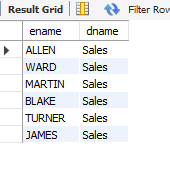 Result Grid Filter Row
ename dname
ALLEN Sales
WARD Sales
MARTIN Sales
BLAKE Sales
TURNER Sales
JAMES Sales